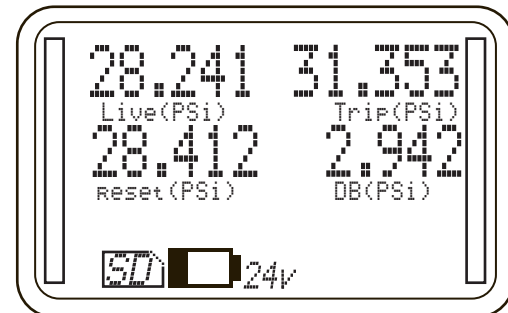 28.241 31.353
Live(PSi) Trip(PSi)
28.412 2.942
Reset(PSi) DB(PSi)
SD 24v